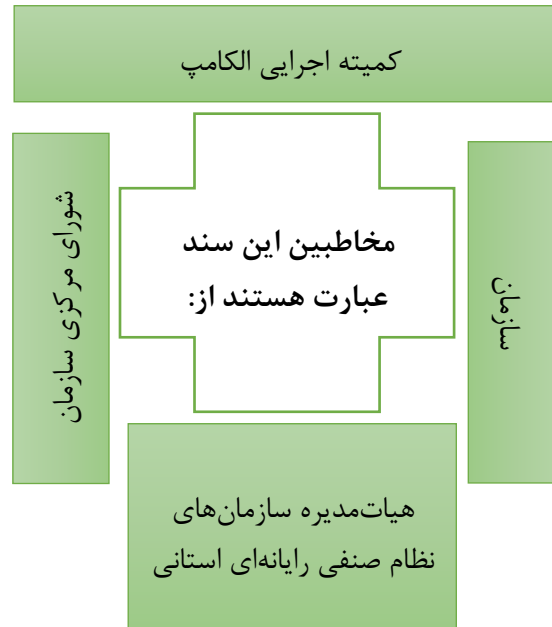 کمیته اجرایی الکامپ
سازمان
مخاطبین این سند
عبارت هستند از:
شورای مرکزی سازمان
هیات‌مدیره سازمان‌های
نظام صنفی رایانه‌ای استانی